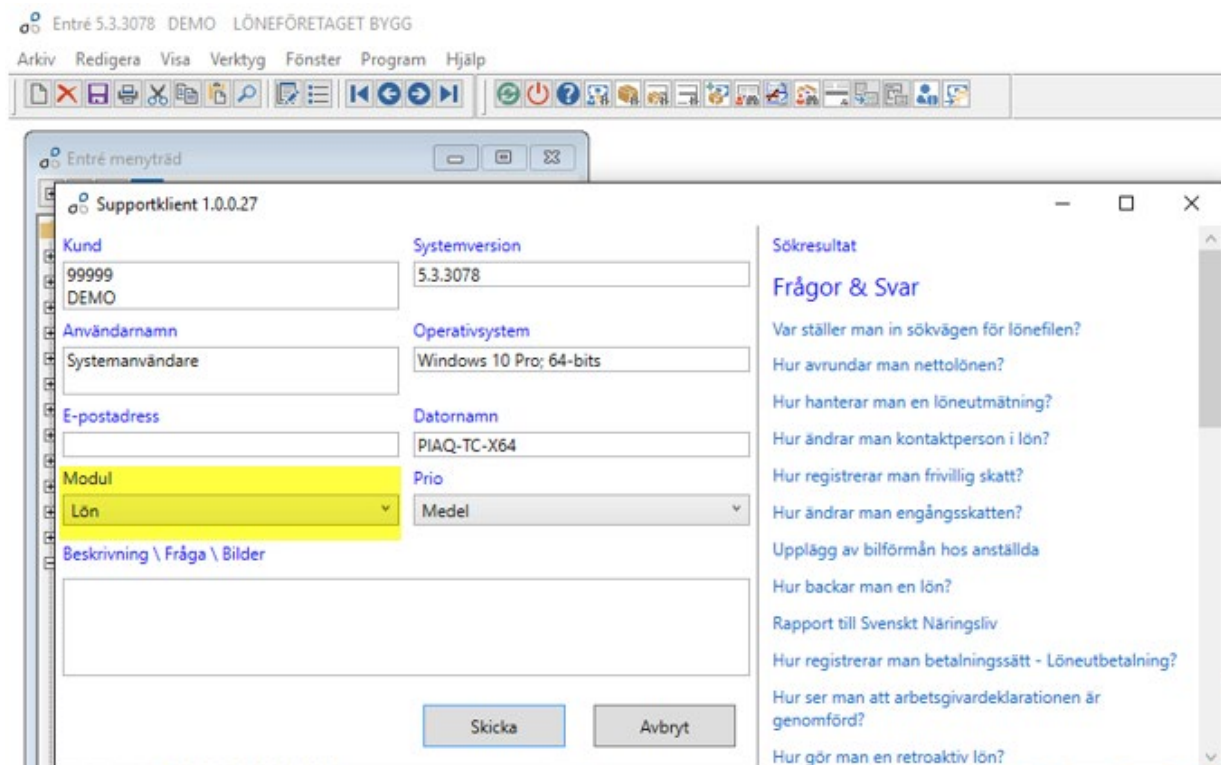 Entré 5.3.3078 DEMO LÖNEFÖRETAGET BYGG
Arkiv Redigera Visa Verktyg Fönster Program Hjälp
Entré menyträd
Supportklient 1.0.0.27
Kund
99999
DEMO
Systemversion
5.3.3078
Användarnamn
Systemanvändare
Operativsystem
Windows 10 Pro; 64-bits
E-postadress
Datornamn
PIAQ-TC-X64
Modul
Lön
Prio
Medel
Beskrivning \ Fråga \ Bilder
Skicka
Avbryt
Sökresultat
Frågor & Svar
Var ställer man in sökvägen för lönefilen?
Hur avrundar man nettolönen?
Hur hanterar man en löneutmätning?
Hur ändrar man kontaktperson i lön?
Hur registrerar man frivillig skatt?
Hur ändrar man engångsskatten?
Upplägg av bilförmån hos anställda
Hur backar man en lön?
Rapport till Svenskt Näringsliv
Hur registrerar man betalningssätt - Löneutbetalning?
Hur ser man att arbetsgivardeklarationen är
genomförd?
Hur gör man en retroaktiv lön?